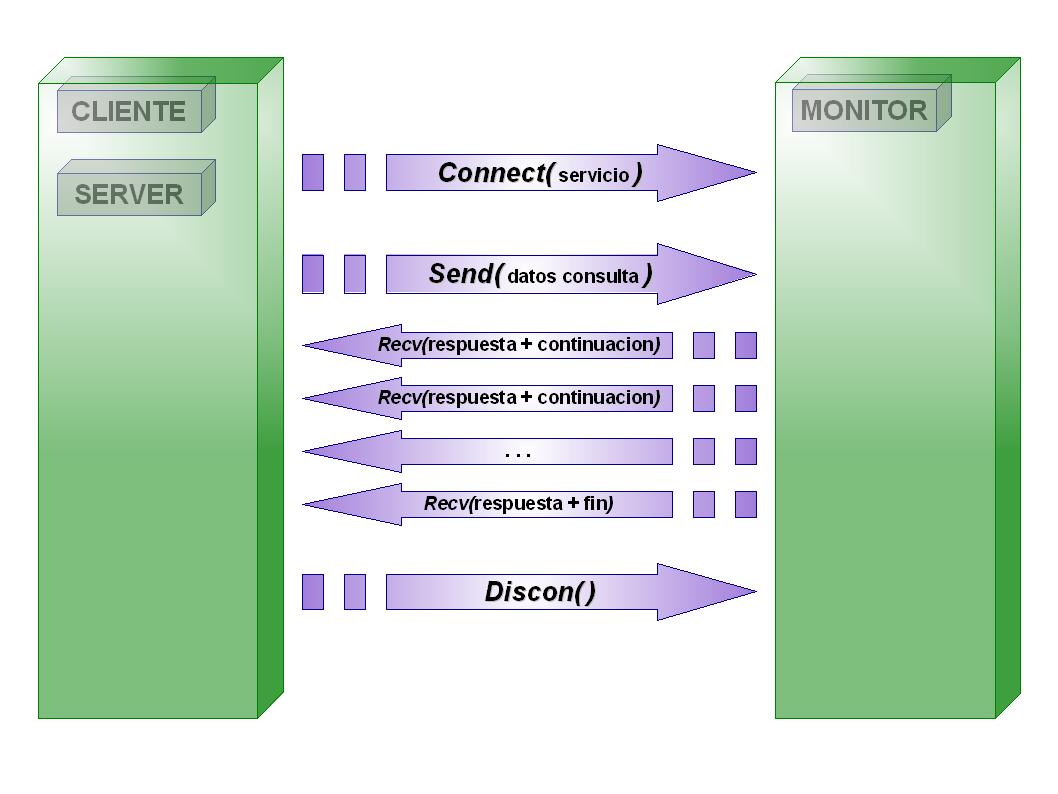 CLIENTE
SERVER
MONITOR
Connect( servicio )
Send( datos consulta )
Recv(respuesta + continuacion)
Recv(respuesta + continuacion)
. . .
Recv(respuesta + fin)
Discon( )